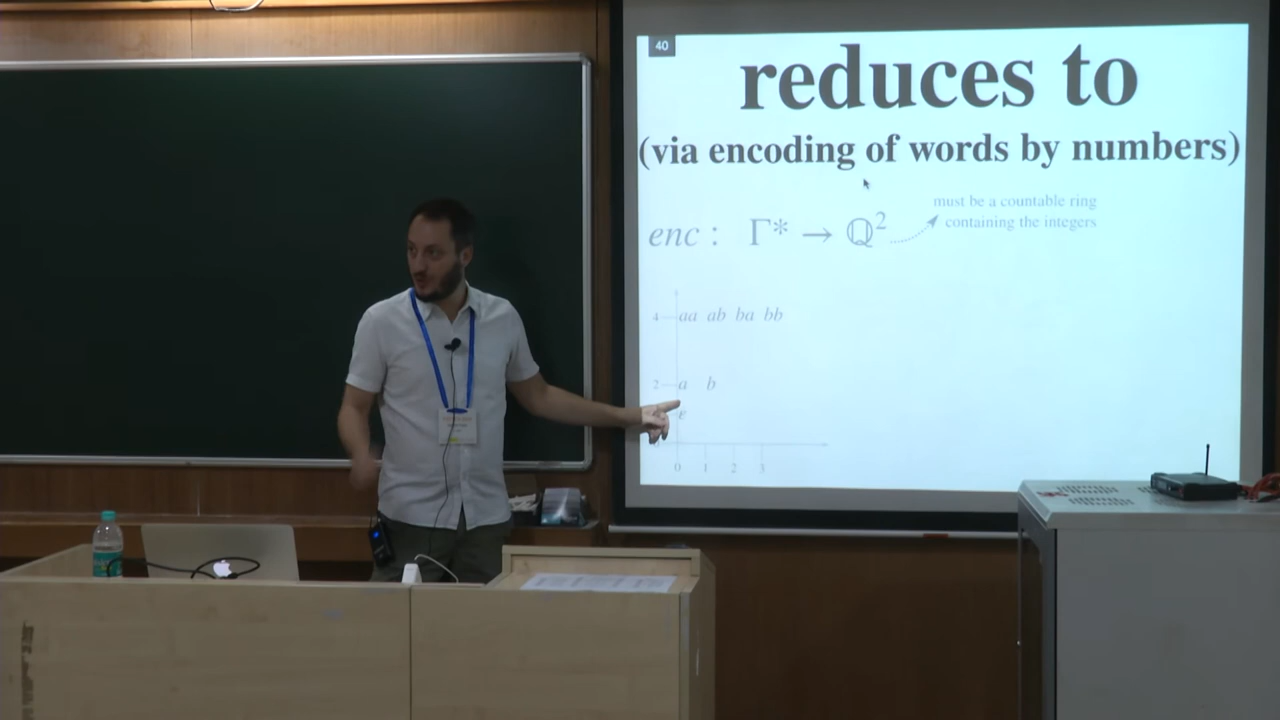 40
reduces to
(via encoding of words by numbers)
must be a countable ring
containing the integers
enc : Γ* → ℚ²
4 aa ab ba bb
2 a b
ε
0 1 2 3